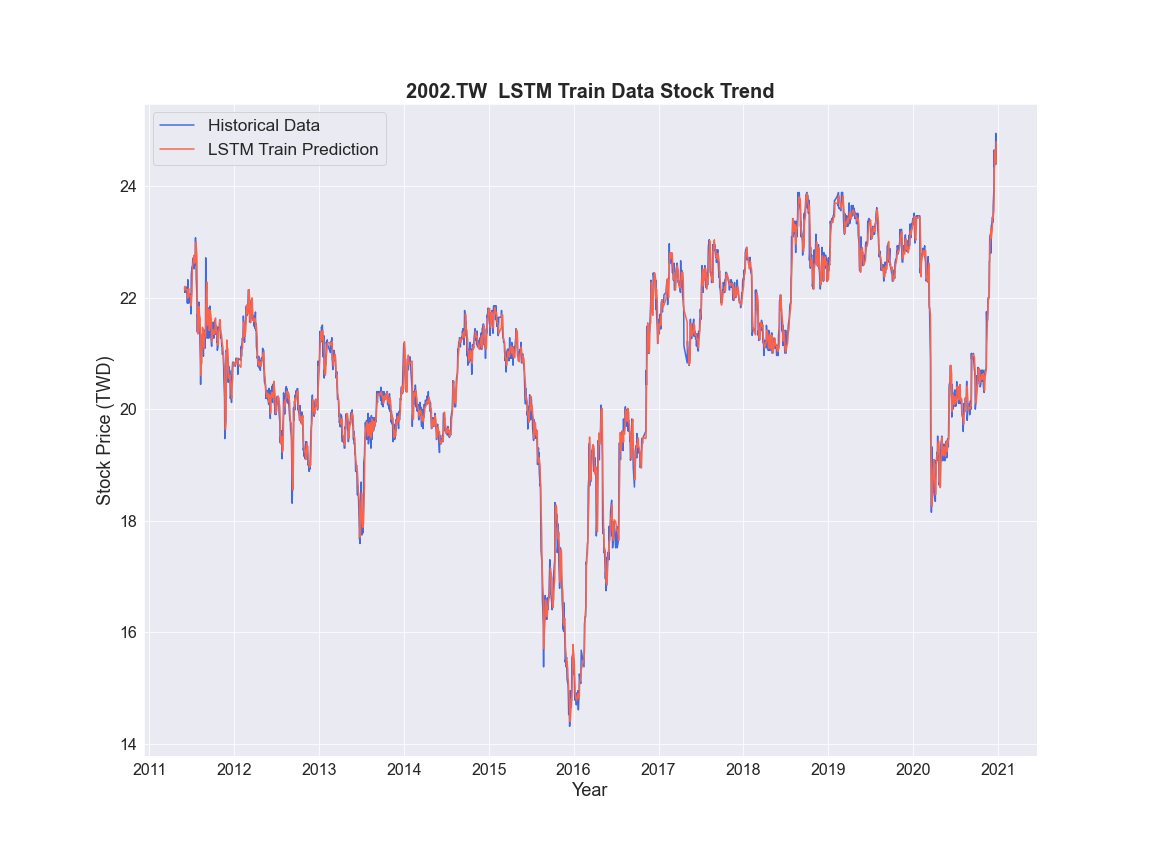 2002.TW  LSTM Train Data Stock Trend
Historical Data
LSTM Train Prediction
24
22
20
18
16
14
Stock Price (TWD)
2011 2012 2013 2014 2015 2016 2017 2018 2019 2020 2021
Year